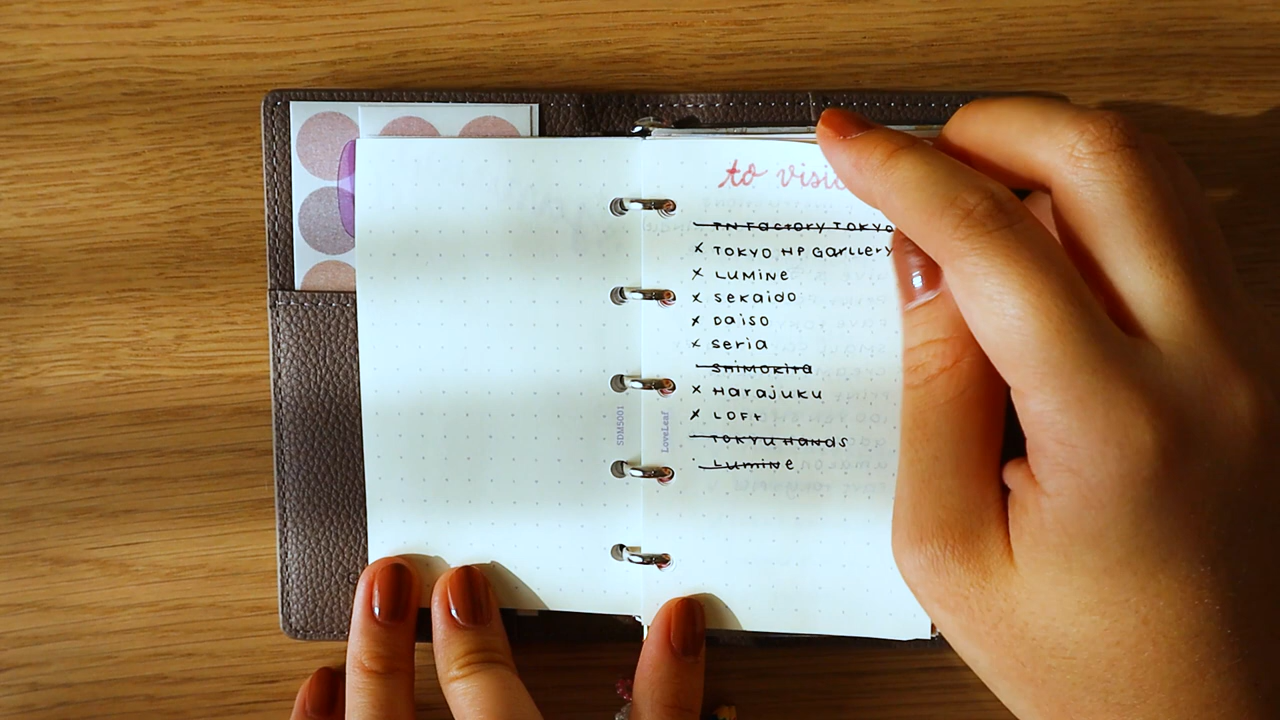 to visi
TN Factory TOKYO
x TOKYO HP Garllery
x LUMINE
x sekaido
x Daiso
x seria
SHIMOKITA
x Harajuku
x LOFt
TOKYU HANDS
Lumine
SDM5001
LoveLeaf